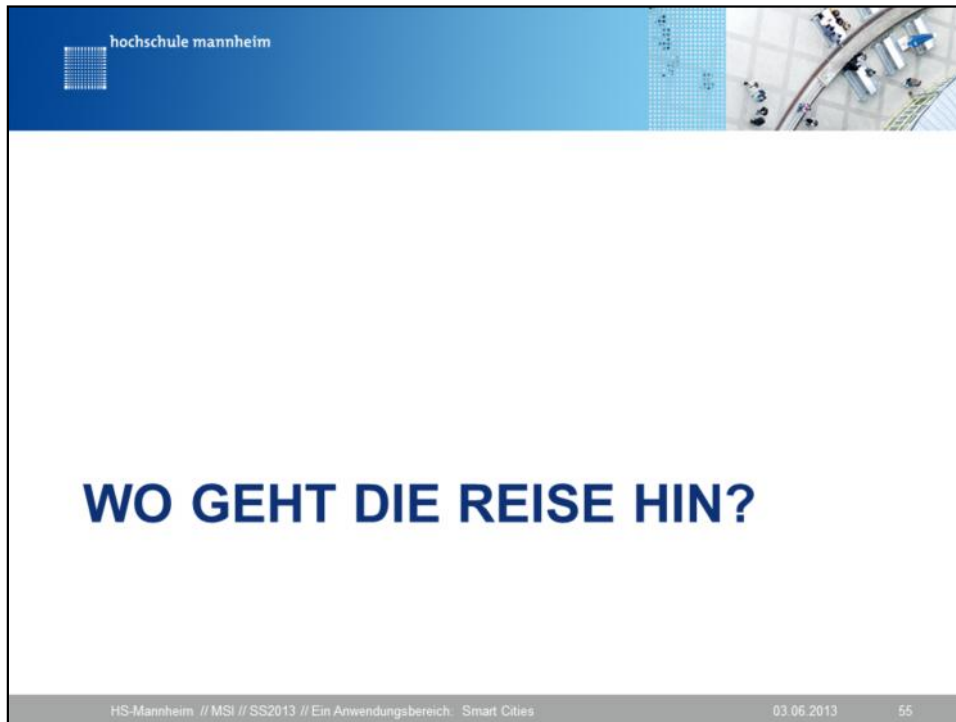 hochschule mannheim
WO GEHT DIE REISE HIN?
HS-Mannheim // MSI // SS2013 // Ein Anwendungsbereich: Smart Cities 03.06.2013 55